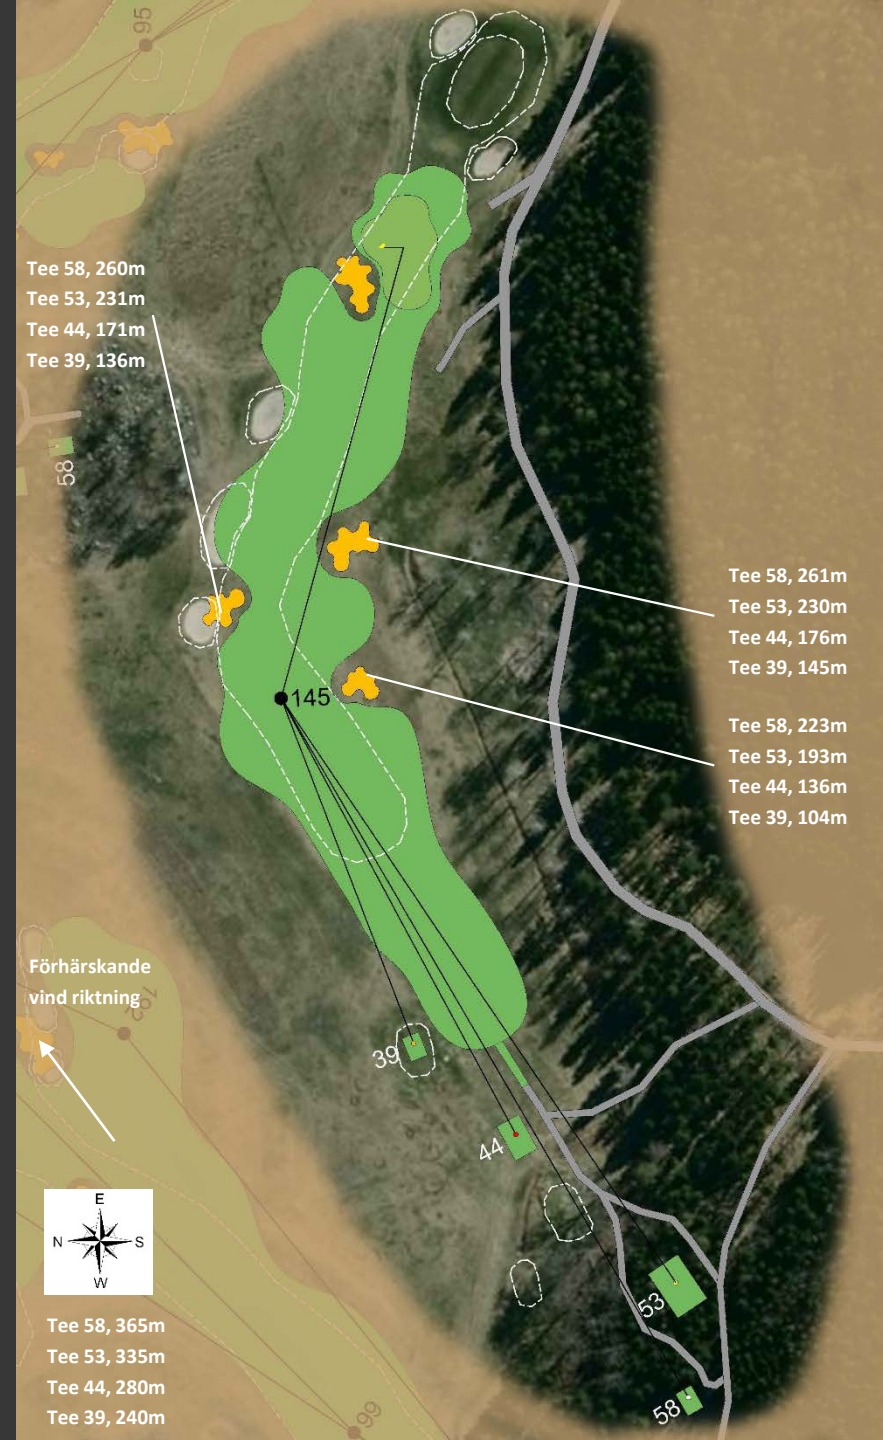 95
Tee 58, 260m
Tee 53, 231m
Tee 44, 171m
Tee 39, 136m
58
Tee 58, 261m
Tee 53, 230m
Tee 44, 176m
Tee 39, 145m
145
Tee 58, 223m
Tee 53, 193m
Tee 44, 136m
Tee 39, 104m
Förhärskande
vind riktning
162
39
44
E
N S
W
53
Tee 58, 365m
Tee 53, 335m
Tee 44, 280m
Tee 39, 240m
58
99